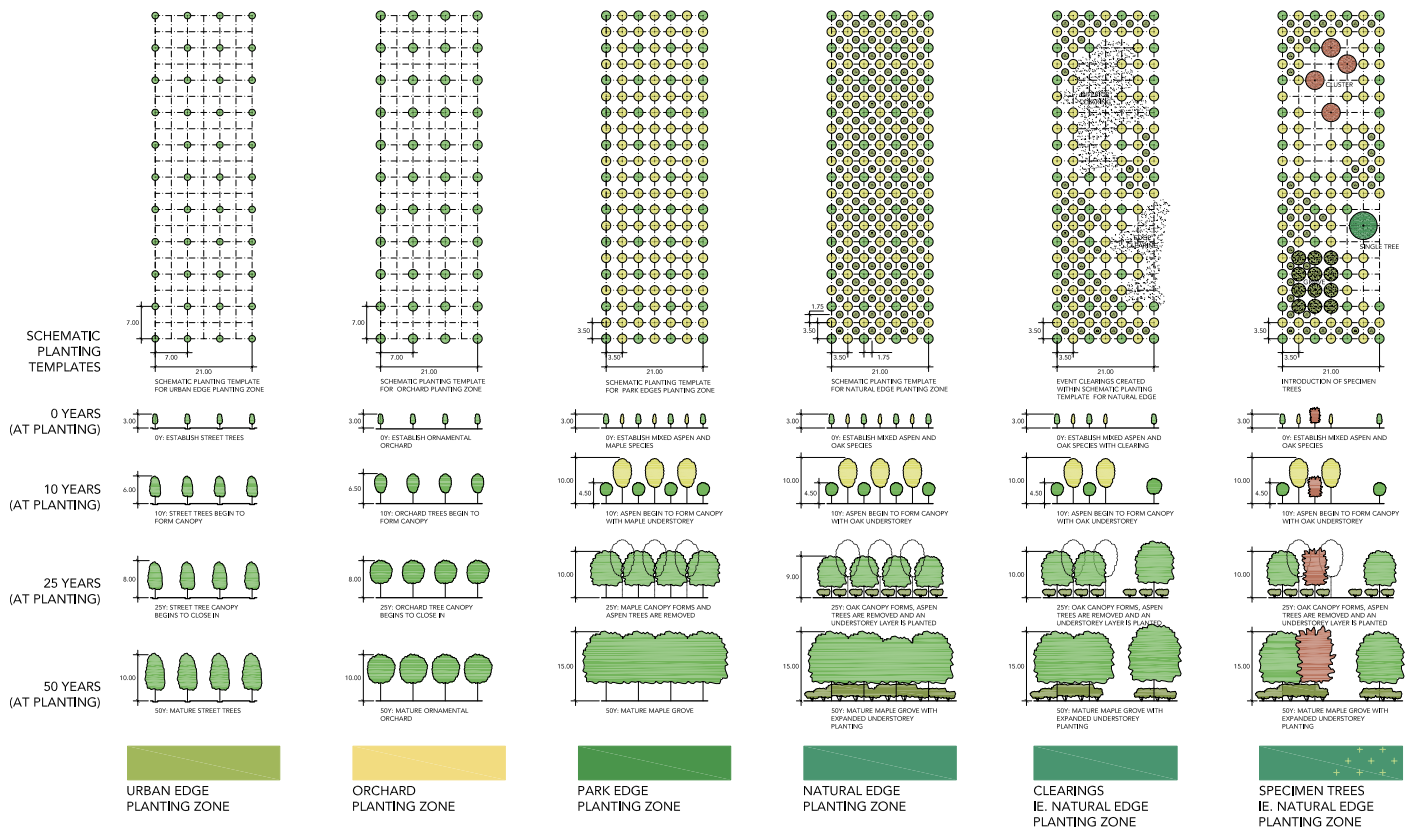 CLUSTER
SINGLE TREE
SCHEMATIC
PLANTING
TEMPLATES
7.00
7.00
21.00
SCHEMATIC PLANTING TEMPLATE
FOR URBAN EDGE PLANTING ZONE
7.00
7.00
21.00
SCHEMATIC PLANTING TEMPLATE
FOR ORCHARD PLANTING ZONE
3.50
3.50
21.00
SCHEMATIC PLANTING TEMPLATE
FOR PARK EDGES PLANTING ZONE
1.75
3.50
3.50
1.75
21.00
SCHEMATIC PLANTING TEMPLATE
FOR NATURAL EDGE PLANTING ZONE
3.50
3.50
21.00
EVENT CLEARINGS CREATED
WITHIN SCHEMATIC PLANTING
TEMPLATE FOR NATURAL EDGE
3.50
3.50
21.00
INTRODUCTION OF SPECIMEN
TREES
0 YEARS
(AT PLANTING)
3.00
0Y: ESTABLISH STREET TREES
3.00
0Y: ESTABLISH ORNAMENTAL
ORCHARD
3.00
0Y: ESTABLISH MIXED ASPEN AND
MAPLE SPECIES
3.00
0Y: ESTABLISH MIXED ASPEN AND
OAK SPECIES
3.00
0Y: ESTABLISH MIXED ASPEN AND
OAK SPECIES WITH CLEARING
3.00
0Y: ESTABLISH MIXED ASPEN AND
OAK SPECIES
10 YEARS
(AT PLANTING)
6.00
10Y: STREET TREES BEGIN TO
FORM CANOPY
6.50
10Y: ORCHARD TREES BEGIN TO
FORM CANOPY
10.00
4.50
10Y: ASPEN BEGIN TO FORM CANOPY
WITH MAPLE UNDERSTOREY
10.00
4.50
10Y: ASPEN BEGIN TO FORM CANOPY
WITH OAK UNDERSTOREY
10.00
4.50
10Y: ASPEN BEGIN TO FORM CANOPY
WITH OAK UNDERSTOREY
10.00
4.50
10Y: ASPEN BEGIN TO FORM CANOPY
WITH OAK UNDERSTOREY
25 YEARS
(AT PLANTING)
8.00
25Y: STREET TREE CANOPY
BEGINS TO CLOSE IN
8.00
25Y: ORCHARD TREE CANOPY
BEGINS TO CLOSE IN
10.00
25Y: MAPLE CANOPY FORMS AND
ASPEN TREES ARE REMOVED
9.00
25Y: OAK CANOPY FORMS, ASPEN
TREES ARE REMOVED AND AN
UNDERSTOREY LAYER IS PLANTED
10.00
25Y: OAK CANOPY FORMS, ASPEN
TREES ARE REMOVED AND AN
UNDERSTOREY LAYER IS PLANTED
10.00
25Y: OAK CANOPY FORMS, ASPEN
TREES ARE REMOVED AND AN
UNDERSTOREY LAYER IS PLANTED
50 YEARS
(AT PLANTING)
10.00
50Y: MATURE STREET TREES
10.00
50Y: MATURE ORNAMENTAL
ORCHARD
15.00
50Y: MATURE MAPLE GROVE
15.00
50Y: MATURE MAPLE GROVE WITH
EXPANDED UNDERSTOREY
PLANTING
15.00
50Y: MATURE MAPLE GROVE WITH
EXPANDED UNDERSTOREY
PLANTING
15.00
50Y: MATURE MAPLE GROVE WITH
EXPANDED UNDERSTOREY
PLANTING
URBAN EDGE
PLANTING ZONE
ORCHARD
PLANTING ZONE
PARK EDGE
PLANTING ZONE
NATURAL EDGE
PLANTING ZONE
CLEARINGS
IE. NATURAL EDGE
PLANTING ZONE
SPECIMEN TREES
IE. NATURAL EDGE
PLANTING ZONE